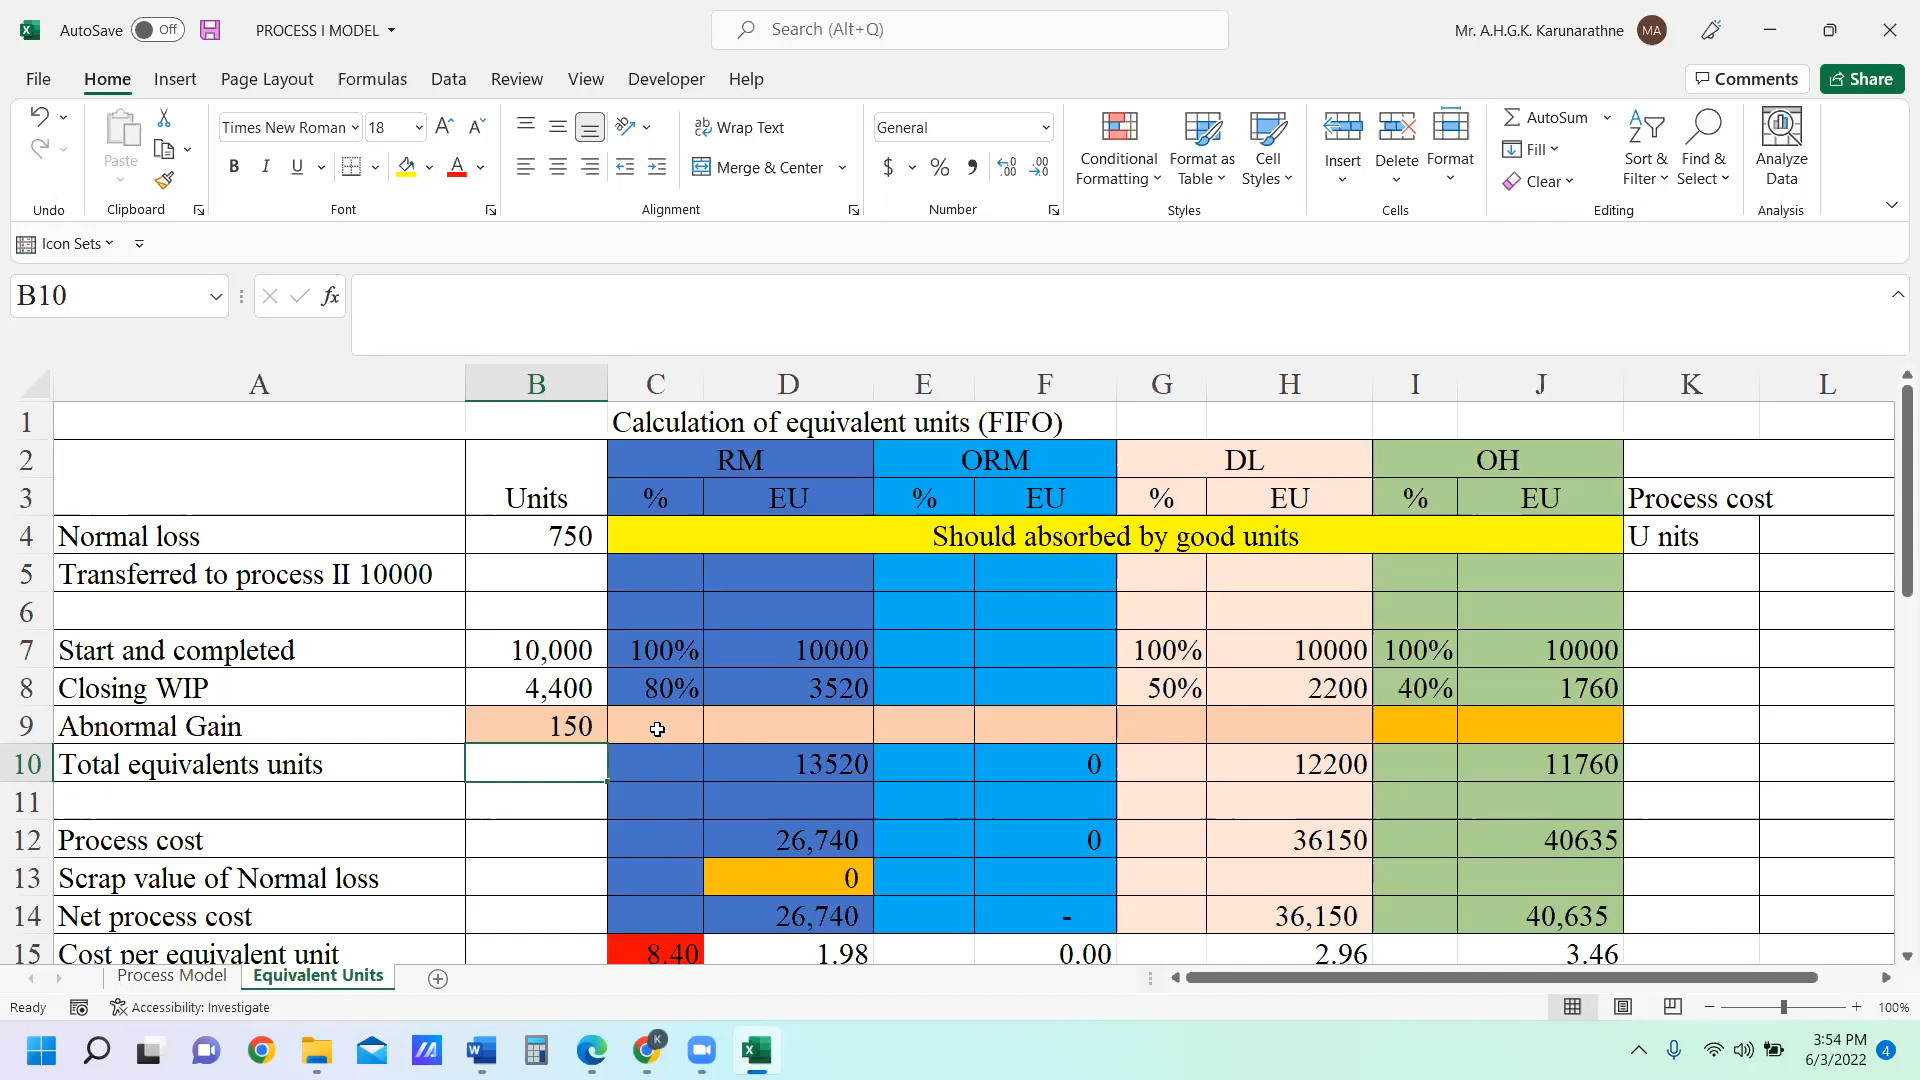 AutoSave Off PROCESS I MODEL Search (Alt+Q) Mr. A.H.G.K. Karunarathne MA
File Home Insert Page Layout Formulas Data Review View Developer Help Comments Share
Times New Roman 18 Wrap Text General AutoSum
Paste B I U Merge & Center $ % Fill
Conditional Formatting Format as Table Cell Styles Insert Delete Format Clear Sort & Filter Find & Select Analyze Data
Undo Clipboard Font Alignment Number Styles Cells Editing Analysis
Icon Sets
B10 fx
A B C D E F G H I J K L
1 Calculation of equivalent units (FIFO)
2 RM ORM DL OH
3 Units % EU % EU % EU % EU Process cost
4 Normal loss 750 Should absorbed by good units U nits
5 Transferred to process II 10000
6
7 Start and completed 10,000 100% 10000 100% 10000 100% 10000
8 Closing WIP 4,400 80% 3520 50% 2200 40% 1760
9 Abnormal Gain 150
10 Total equivalents units 13520 0 12200 11760
11
12 Process cost 26,740 0 36150 40635
13 Scrap value of Normal loss 0
14 Net process cost 26,740 - 36,150 40,635
15 Cost per equivalent unit 8.40 1.98 0.00 2.96 3.46
Process Model Equivalent Units
Ready Accessibility: Investigate 100%
K W 3:54 PM
6/3/2022 4